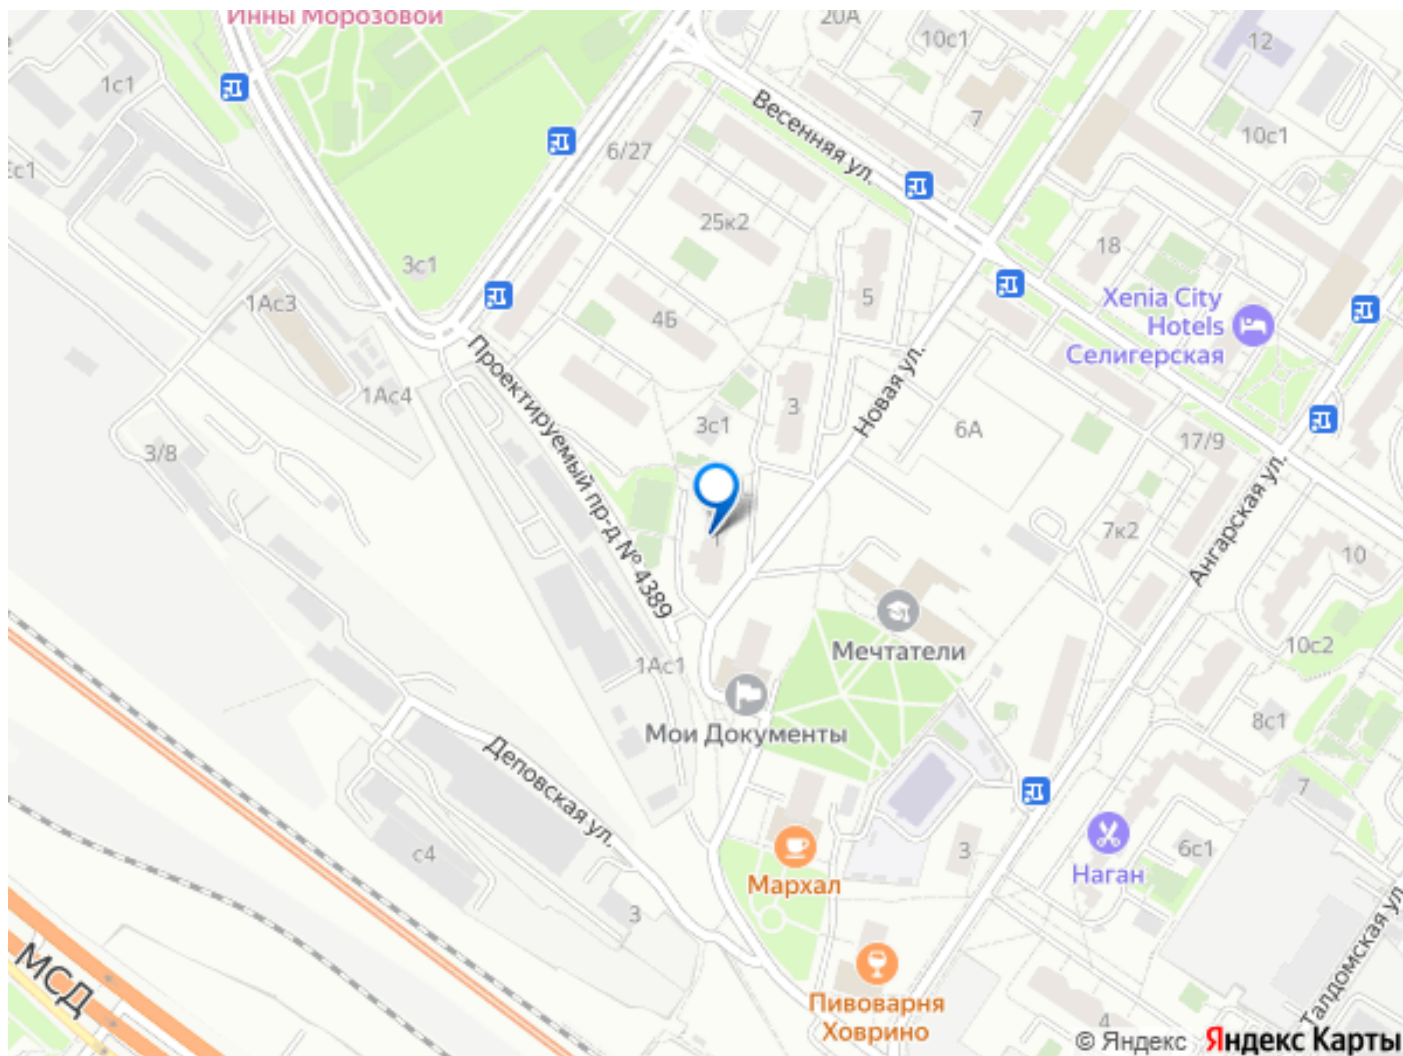 Инны Морозовой
20А
10с1
12
1с1
7
Весенняя ул.
10с1
6/27
25к2
18
3с1
1Ас3
5
Xenia City
Hotels
Селигерская
4Б
Проектируемый пр-д № 4389
Новая ул.
1Ас4
3
3с1
6А
17/9
3/8
Ангарская ул.
7к2
1
10
Мечтатели
10с2
1Ас1
Мои Документы
8с1
Деповская ул.
7
с4
3
6с1
Мархал
Наган
3
Талдомская ул.
МСД
Пивоварня
Ховрино
4
© Яндекс Яндекс Карты